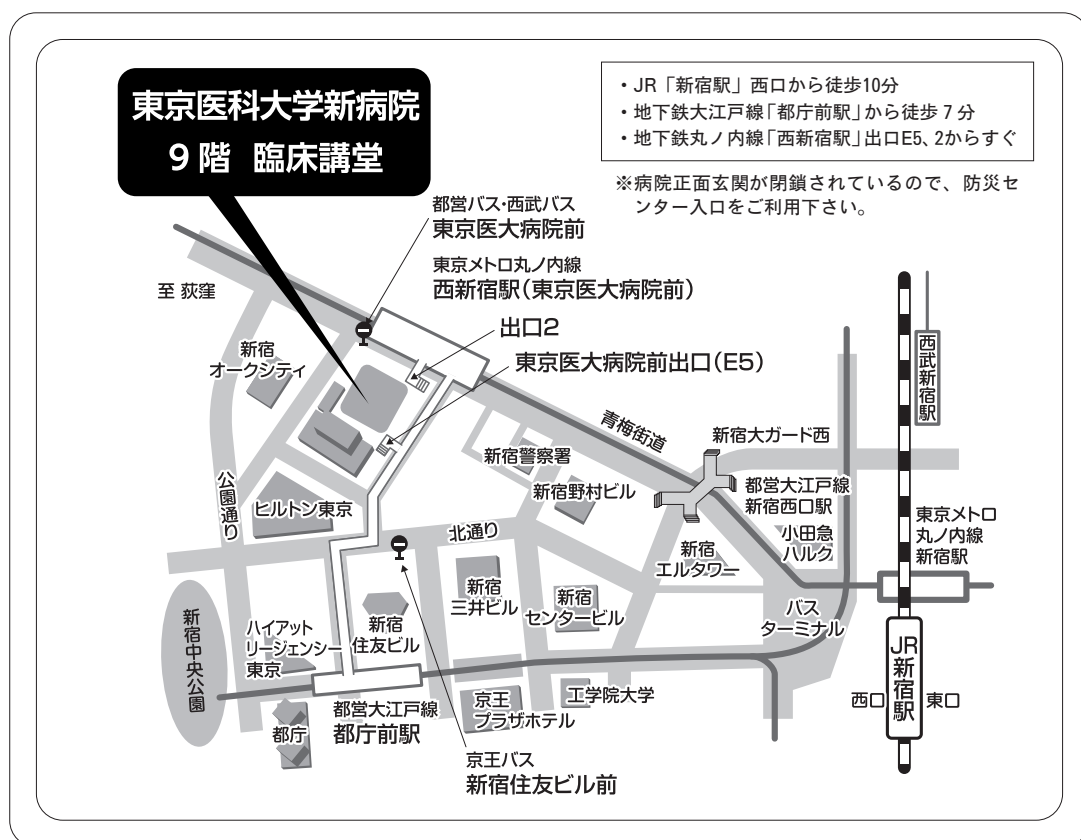 東京医科大学新病院
9階 臨床講堂
・JR「新宿駅」西口から徒歩10分
・地下鉄大江戸線「都庁前駅」から徒歩7分
・地下鉄丸ノ内線「西新宿駅」出口E5、2からすぐ
※病院正面玄関が閉鎖されているので、防災セ
ンター入口をご利用下さい。
都営バス・西武バス
東京医大病院前
東京メトロ丸ノ内線
西新宿駅(東京医大病院前)
至 荻窪
出口2
東京医大病院前出口(E5)
新宿
オークシティ
西武新宿駅
青梅街道
新宿大ガード西
新宿警察署
新宿野村ビル
都営大江戸線
新宿西口駅
公園通り
ヒルトン東京
小田急
ハルク
東京メトロ
丸ノ内線
新宿駅
北通り
新宿
エルタワー
新宿
三井ビル
新宿
センタービル
バス
ターミナル
新宿中央公園
新宿
住友ビル
ハイアット
リージェンシー
東京
JR新宿駅
西口
東口
都営大江戸線
都庁前駅
京王
プラザホテル
工学院大学
都庁
京王バス
新宿住友ビル前